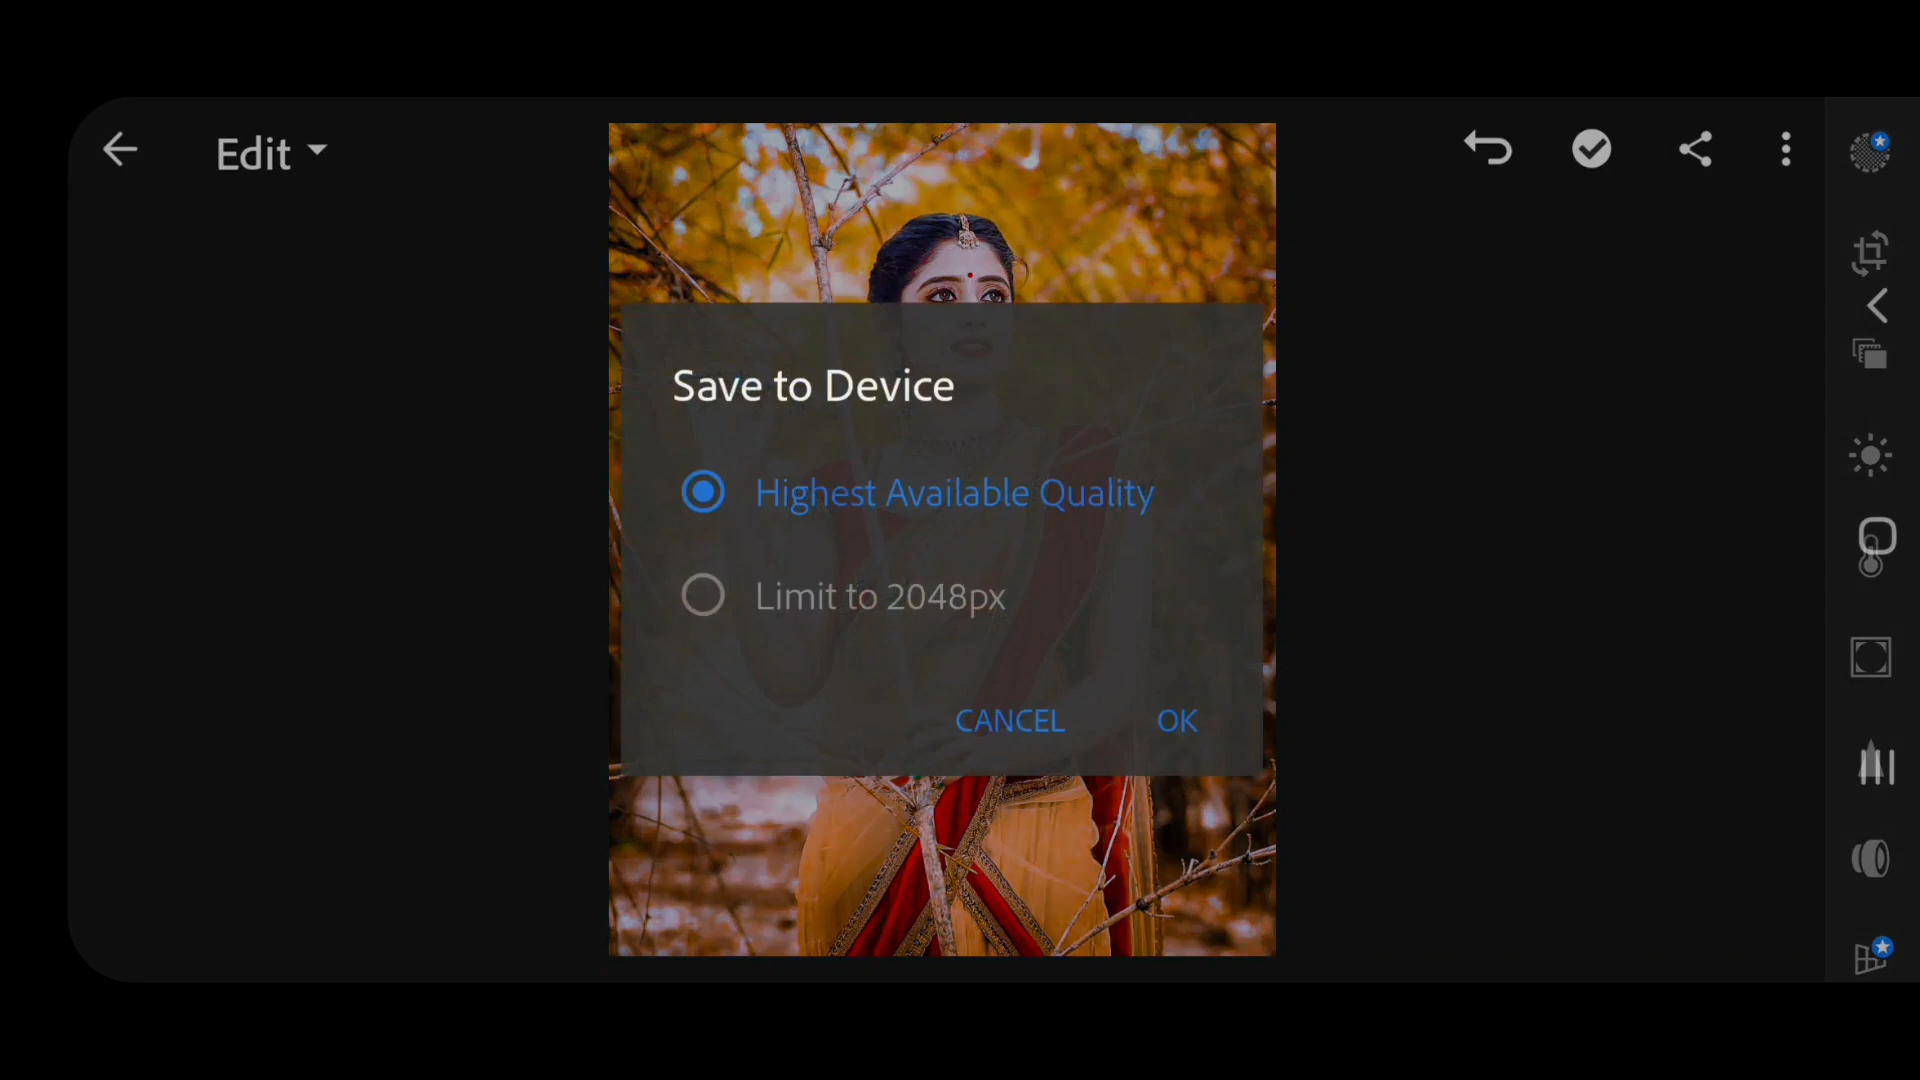 Edit
Save to Device
Highest Available Quality
Limit to 2048px
CANCEL OK